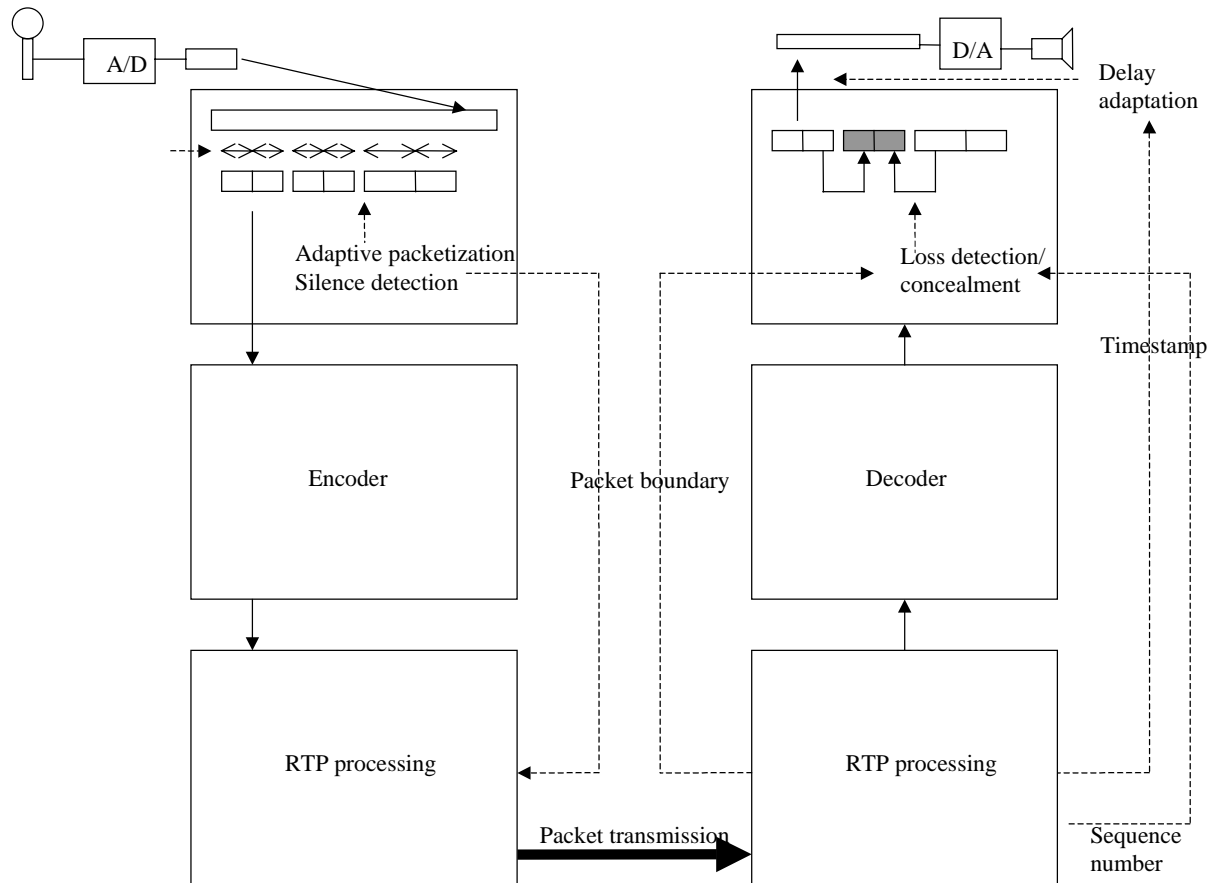 A/D
D/A
Delay
adaptation
Adaptive packetization
Silence detection
Loss detection/
concealment
Timestamp
Encoder
Packet boundary
Decoder
RTP processing
RTP processing
Packet transmission
Sequence
number